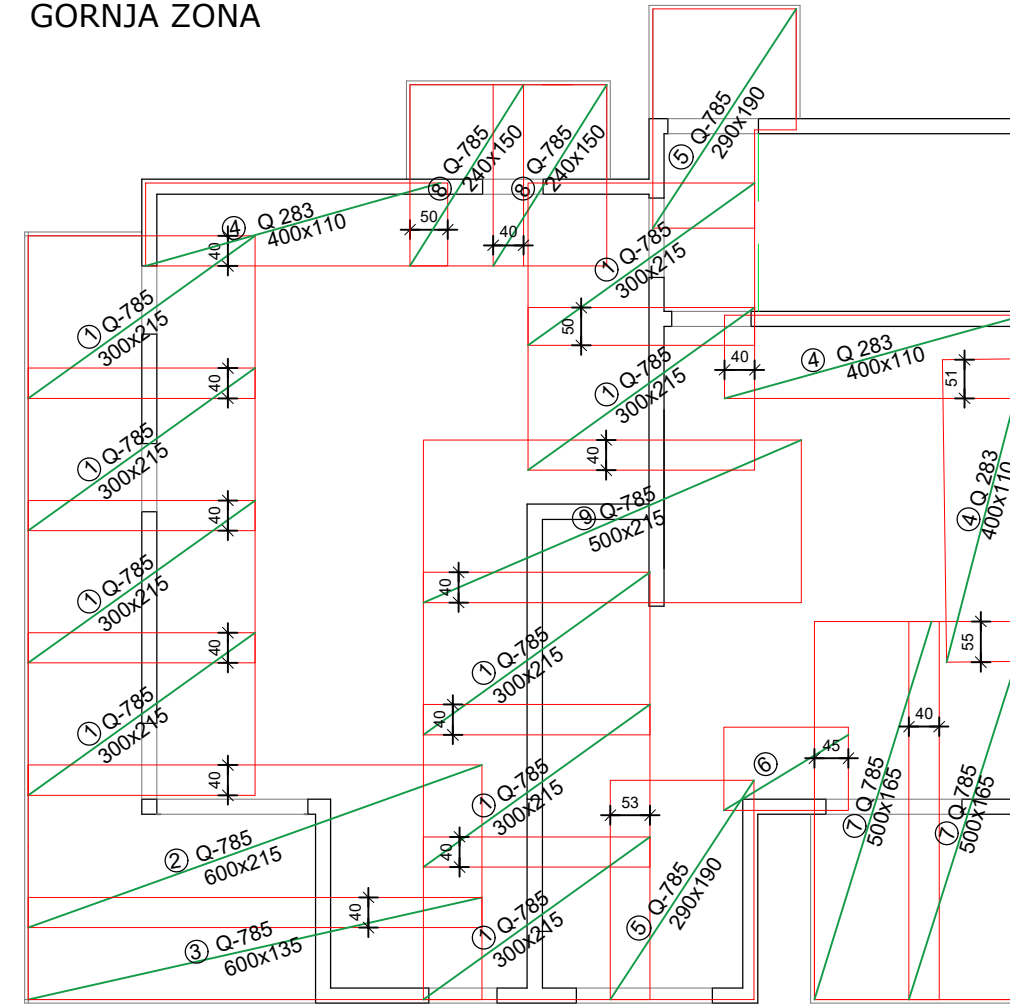 GORNJA ZONA
⑤ Q-785
290x190
⑧ Q-785
240x150
⑧ Q-785
240x150
50
40
④ Q 283
400x110
40
① Q-785
300x215
① Q-785
300x215
50
① Q-785
300x215
40
④ Q 283
400x110
51
40
① Q-785
300x215
40
40
④ Q 283
400x110
⑨ Q-785
500x215
40
① Q-785
300x215
40
① Q-785
300x215
40
55
① Q-785
300x215
40
40
45
⑥
40
① Q-785
300x215
53
⑦ Q 785
500x165
⑦ Q 785
500x165
② Q-785
600x215
40
⑤ Q-785
290x190
① Q-785
300x215
40
③ Q-785
600x135